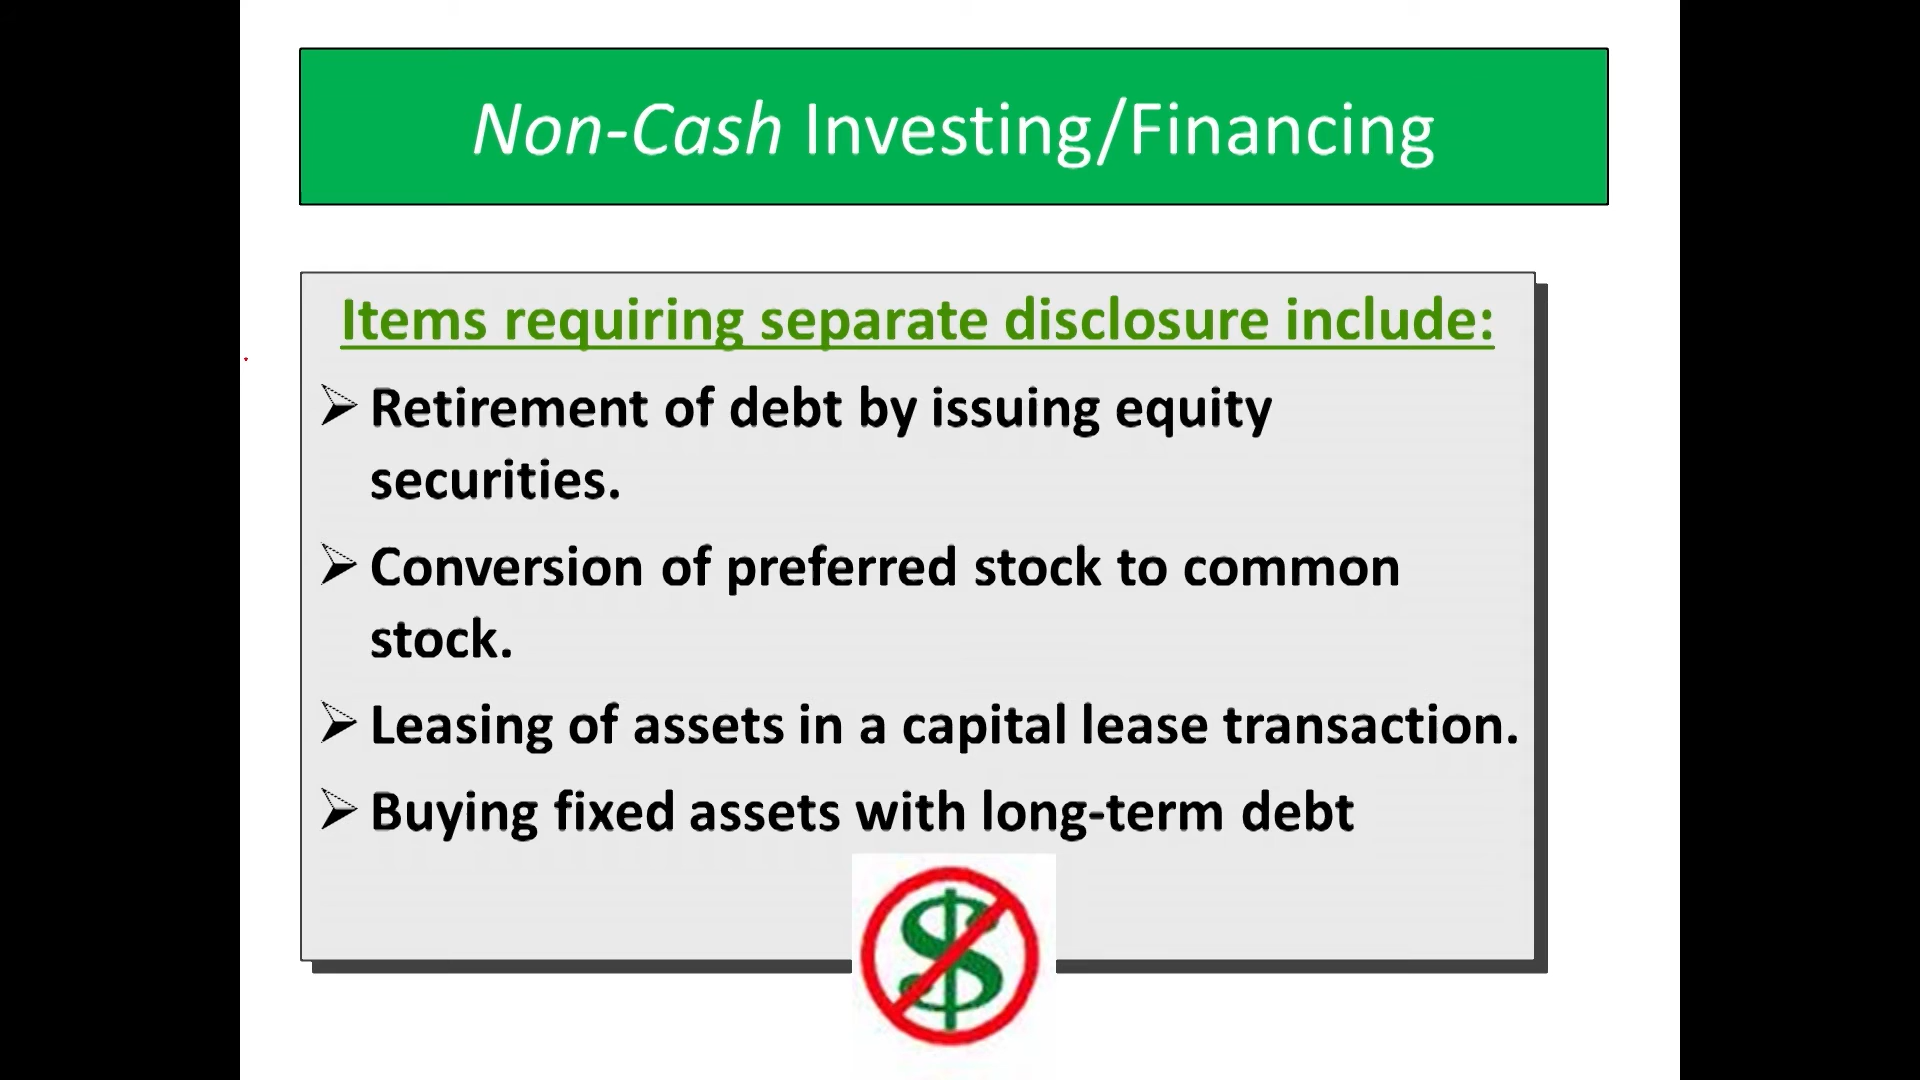 Non-Cash Investing/Financing
Items requiring separate disclosure include:
➢ Retirement of debt by issuing equity
securities.
➢ Conversion of preferred stock to common
stock.
➢ Leasing of assets in a capital lease transaction.
➢ Buying fixed assets with long-term debt
$